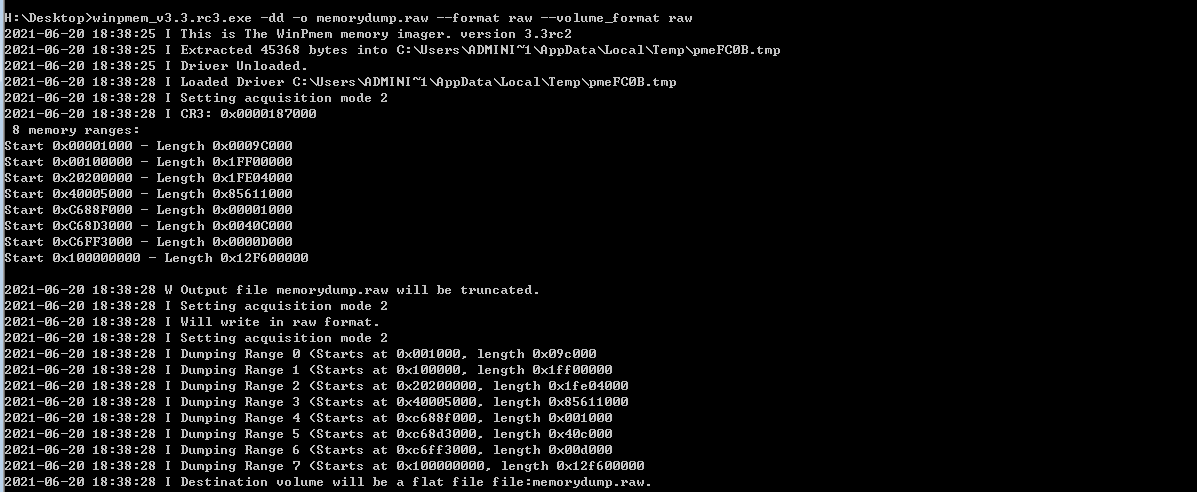 H:\Desktop>winpmem_v3.3.rc3.exe -dd -o memorydump.raw --format raw --volume_format raw
2021-06-20 18:38:25 I This is The WinPmem memory imager. version 3.3rc2
2021-06-20 18:38:25 I Extracted 45368 bytes into C:\Users\ADMINI~1\AppData\Local\Temp\pmeFC0B.tmp
2021-06-20 18:38:25 I Driver Unloaded.
2021-06-20 18:38:28 I Loaded Driver C:\Users\ADMINI~1\AppData\Local\Temp\pmeFC0B.tmp
2021-06-20 18:38:28 I Setting acquisition mode 2
2021-06-20 18:38:28 I CR3: 0x0000187000
8 memory ranges:
Start 0x00001000 - Length 0x0009C000
Start 0x00100000 - Length 0x1FF00000
Start 0x20200000 - Length 0x1FE04000
Start 0x40005000 - Length 0x85611000
Start 0xC688F000 - Length 0x00001000
Start 0xC68D3000 - Length 0x0040C000
Start 0xC6FF3000 - Length 0x0000D000
Start 0x100000000 - Length 0x12F600000
2021-06-20 18:38:28 W Output file memorydump.raw will be truncated.
2021-06-20 18:38:28 I Setting acquisition mode 2
2021-06-20 18:38:28 I Will write in raw format.
2021-06-20 18:38:28 I Setting acquisition mode 2
2021-06-20 18:38:28 I Dumping Range 0 (Starts at 0x001000, length 0x09c000
2021-06-20 18:38:28 I Dumping Range 1 (Starts at 0x100000, length 0x1ff00000
2021-06-20 18:38:28 I Dumping Range 2 (Starts at 0x20200000, length 0x1fe04000
2021-06-20 18:38:28 I Dumping Range 3 (Starts at 0x40005000, length 0x85611000
2021-06-20 18:38:28 I Dumping Range 4 (Starts at 0xc688f000, length 0x001000
2021-06-20 18:38:28 I Dumping Range 5 (Starts at 0xc68d3000, length 0x40c000
2021-06-20 18:38:28 I Dumping Range 6 (Starts at 0xc6ff3000, length 0x00d000
2021-06-20 18:38:28 I Dumping Range 7 (Starts at 0x100000000, length 0x12f600000
2021-06-20 18:38:28 I Destination volume will be a flat file file:memorydump.raw.